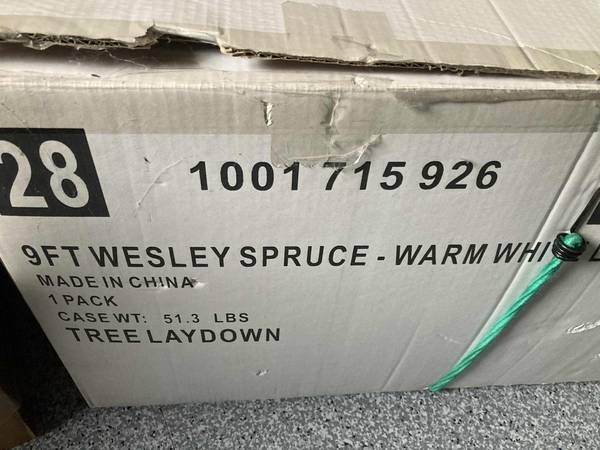 28
1001 715 926
9FT WESLEY SPRUCE - WARM WHITE L
MADE IN CHINA
1 PACK
CASE WT: 51.3 LBS
TREE LAYDOWN